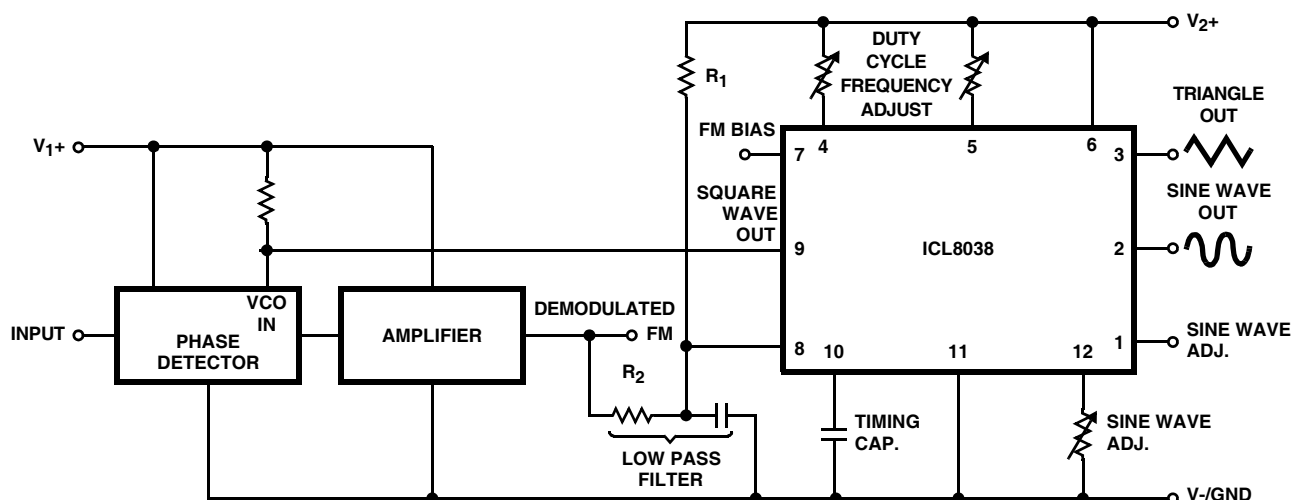 V2+
DUTY
CYCLE
FREQUENCY
ADJUST
R1
TRIANGLE
OUT
FM BIAS
V1+
7
4
5
6
3
SQUARE
WAVE
OUT
SINE WAVE
OUT
9
ICL8038
2
VCO
IN
INPUT
PHASE
DETECTOR
AMPLIFIER
DEMODULATED
FM
8
10
11
12
1
SINE WAVE
ADJ.
R2
TIMING
CAP.
SINE WAVE
ADJ.
LOW PASS
FILTER
V-/GND